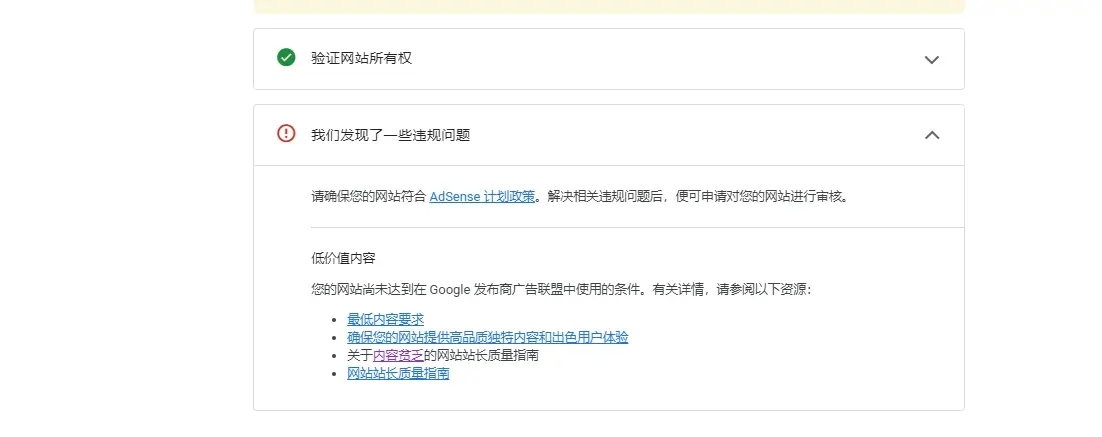 验证网站所有权
我们发现了一些违规问题
请确保您的网站符合 AdSense 计划政策。解决相关违规问题后，便可申请对您的网站进行审核。
低价值内容
您的网站尚未达到在 Google 发布商广告联盟中使用的条件。有关详情，请参阅以下资源：
• 最低内容要求
• 确保您的网站提供高品质独特内容和出色用户体验
• 关于内容贫乏的网站站长质量指南
• 网站站长质量指南